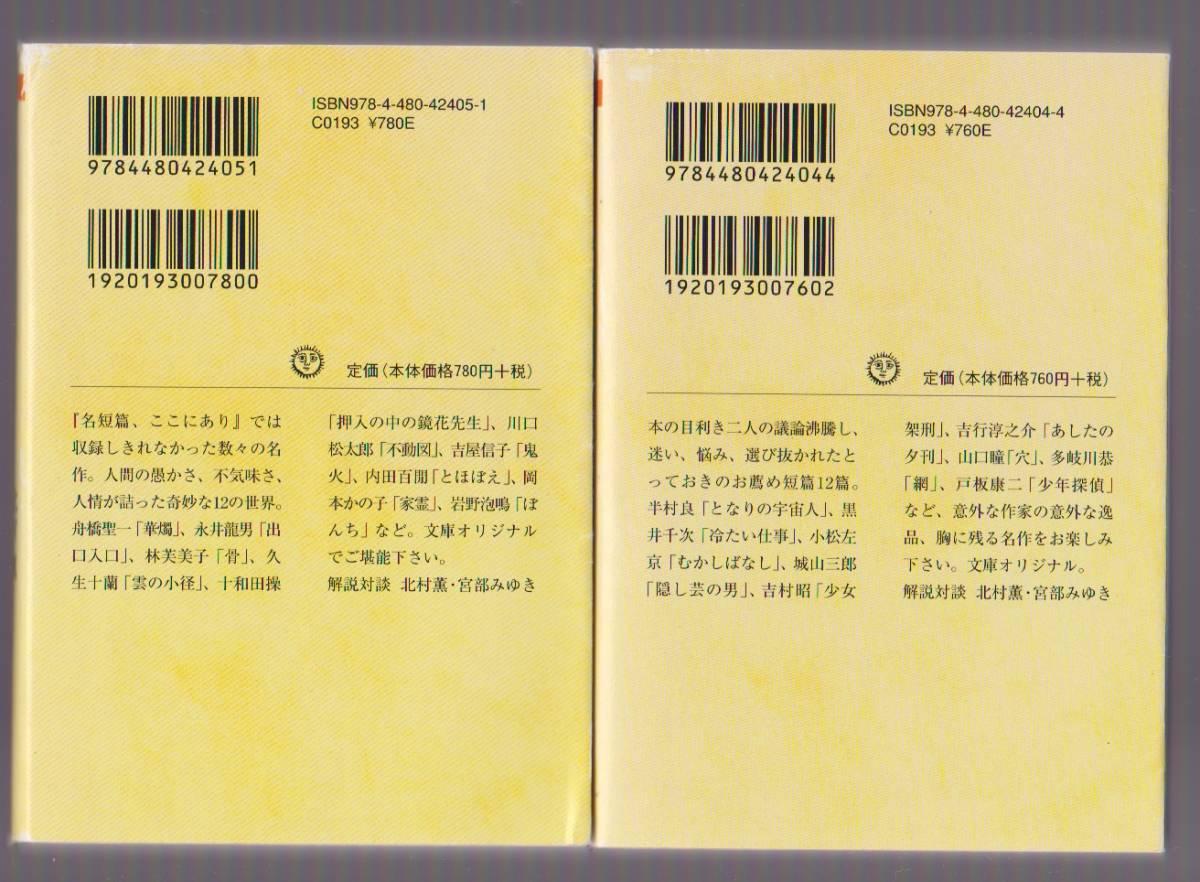 ISBN978-4-480-42405-1
C0193 ¥780E
9784480424051
1920193007800
定価(本体価格780円+税)
『名短篇、ここにあり』では
収録しきれなかった数々の名
作。人間の愚かさ、不気味さ、
人情が詰った奇妙な12の世界。
舟橋聖一「華燭」、永井龍男「出
口入口」、林芙美子「骨」、久
生十蘭「雲の小径」、十和田操
「押入の中の鏡花先生」、川口
松太郎「不動図」、吉屋信子「鬼
火」、内田百閒「とほぼえ」、岡
本かの子「家霊」、岩野泡鳴「ぼ
んち」など。文庫オリジナル
でご堪能下さい。
解説対談 北村薫・宮部みゆき
ISBN978-4-480-42404-4
C0193 ¥760E
9784480424044
1920193007602
定価(本体価格760円+税)
本の目利き二人の議論沸騰し、
迷い、悩み、選び抜かれたと
っておきのお薦め短篇12篇。
半村良「となりの宇宙人」、黒
井千次「冷たい仕事」、小松左
京「むかしばなし」、城山三郎
「隠し芸の男」、吉村昭「少女
架刑」、吉行淳之介「あしたの
夕刊」、山口瞳「穴」、多岐川恭
「網」、戸板康二「少年探偵」
など、意外な作家の意外な逸
品、胸に残る名作をお楽しみ
下さい。文庫オリジナル。
解説対談 北村薫・宮部みゆき